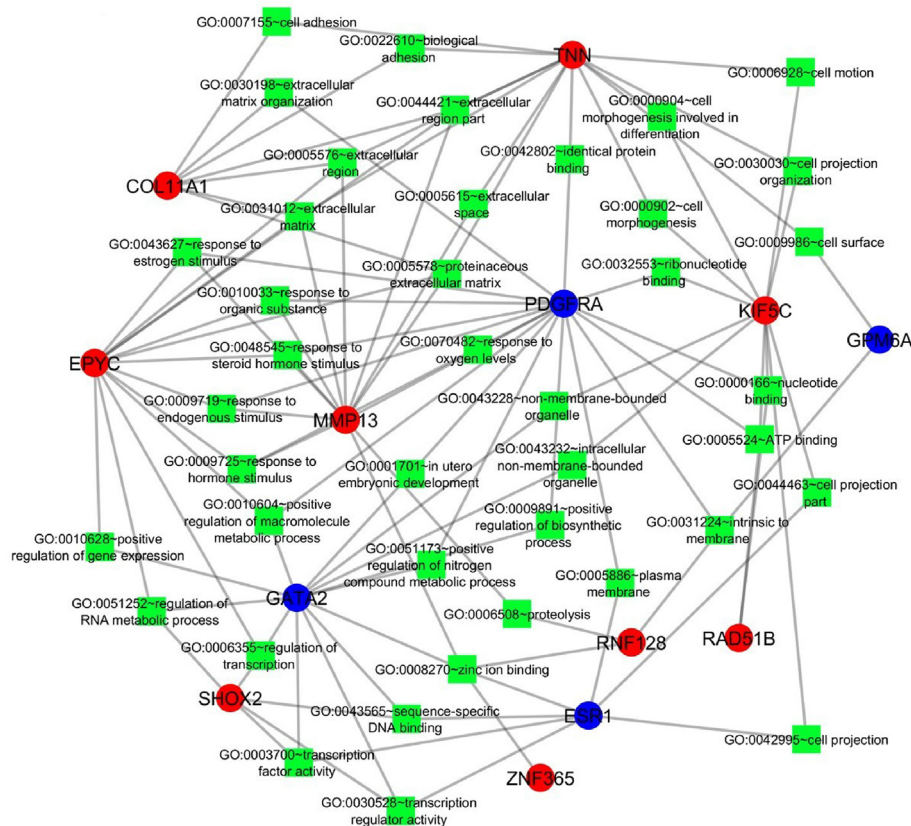 GO:0007155~cell adhesion
GO:0022610~biological
adhesion
TNN
GO:0006928~cell motion
GO:0030198~extracellular
matrix organization
GO:0044421~extracellular
region part
GO:0000904~cell
morphogenesis involved in
differentiation
GO:0042802~identical protein
binding
GO:0005576~extracellular
region
GO:0030030~cell projection
organization
COL11A1
GO:0005615~extracellular
space
GO:0000902~cell
morphogenesis
GO:0031012~extracellular
matrix
GO:0009986~cell surface
GO:0043627~response to
estrogen stimulus
GO:0005578~proteinaceous
extracellular matrix
GO:0032553~ribonucleotide
binding
GO:0010033~response to
organic substance
PDGFRA
KIF5C
GPM6A
EPYC
GO:0048545~response to
steroid hormone stimulus
GO:0070482~response to
oxygen levels
GO:0000166~nucleotide
binding
GO:0009719~response to
endogenous stimulus
MMP13
GO:0043228~non-membrane-bounded
organelle
GO:0005524~ATP binding
GO:0009725~response to
hormone stimulus
GO:0001701~in utero
embryonic development
GO:0043232~intracellular
non-membrane-bounded
organelle
GO:0044463~cell projection
part
GO:0010604~positive
regulation of macromolecule
metabolic process
GO:0009891~positive
regulation of biosynthetic
process
GO:0031224~intrinsic to
membrane
GO:0010628~positive
regulation of gene expression
GO:0051173~positive
regulation of nitrogen
compound metabolic process
GO:0005886~plasma
membrane
GATA2
GO:0051252~regulation of
RNA metabolic process
GO:0006508~proteolysis
RNF128
RAD51B
GO:0006355~regulation of
transcription
GO:0008270~zinc ion binding
SHOX2
GO:0043565~sequence-specific
DNA binding
ESR1
GO:0042995~cell projection
GO:0003700~transcription
factor activity
ZNF365
GO:0030528~transcription
regulator activity